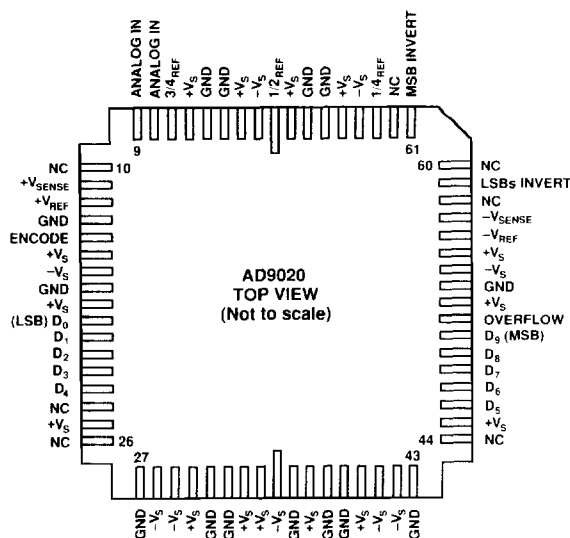 ANALOG IN
ANALOG IN
3/4REF
+VS
GND
GND
+VS
−VS
1/2REF
+VS
GND
GND
+VS
−VS
1/4REF
NC
MSB INVERT
9
61
10
60
NC
+VSENSE
+VREF
GND
ENCODE
+VS
−VS
GND
+VS
(LSB) D0
D1
D2
D3
D4
NC
+VS
NC
AD9020
TOP VIEW
(Not to scale)
NC
LSBs INVERT
NC
−VSENSE
−VREF
+VS
−VS
GND
+VS
OVERFLOW
D9 (MSB)
D8
D7
D6
D5
+VS
NC
26
44
27
43
GND
−VS
−VS
+VS
GND
GND
+VS
+VS
−VS
GND
+VS
GND
GND
+VS
−VS
−VS
GND